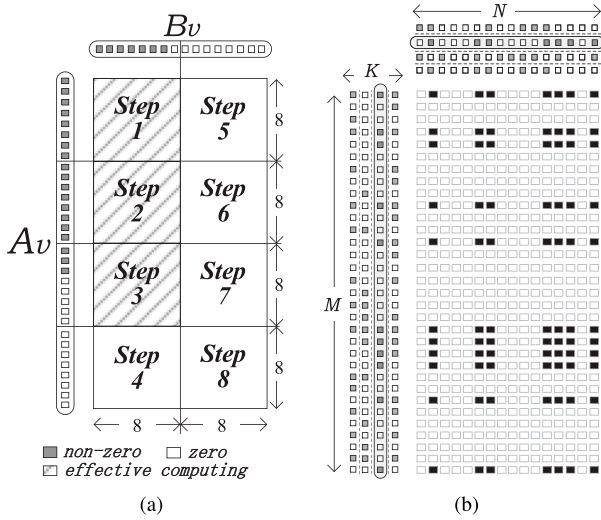 Bv
Av
Step 1
Step 5
8
Step 2
Step 6
8
Step 3
Step 7
8
Step 4
Step 8
8
8
8
non-zero
zero
effective computing
(a)
N
K
M
(b)